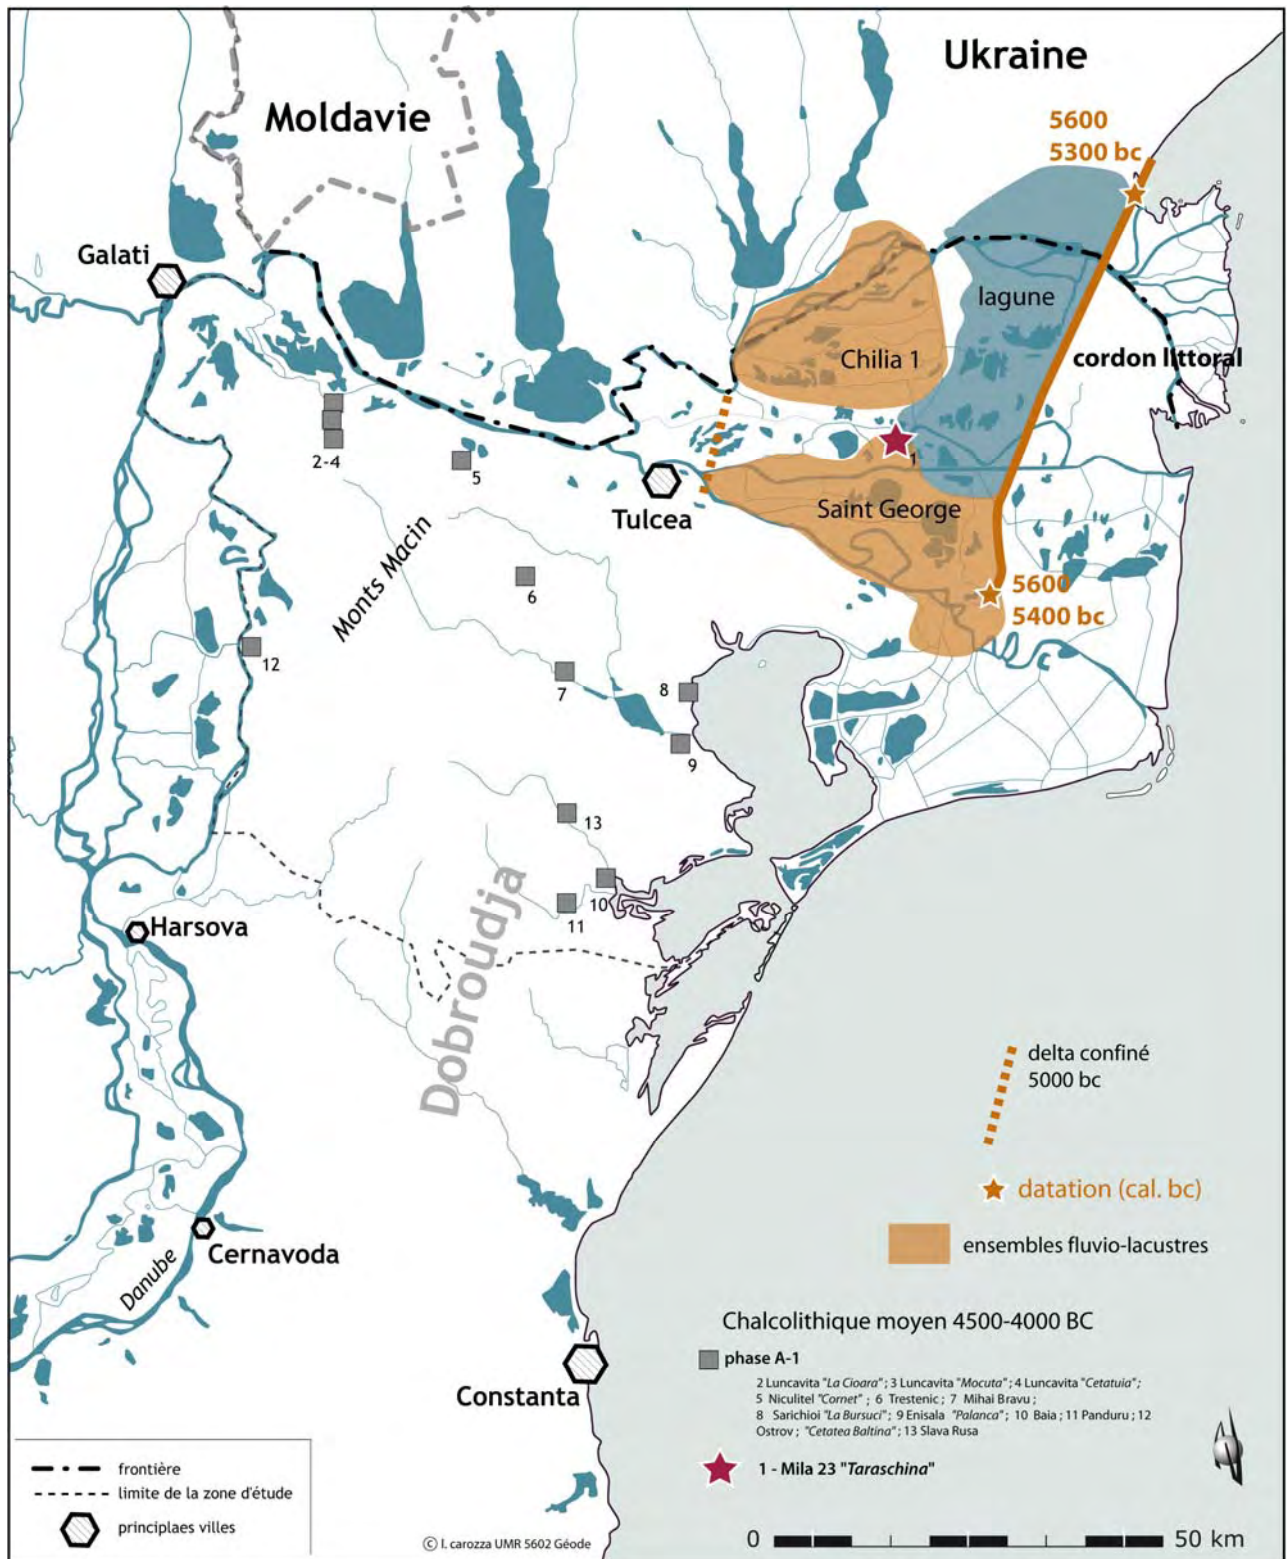 Ukraine
Moldavie
5600
5300 bc
Galati
lagune
Chilia 1
cordon littoral
2-4
5
1
Tulcea
Saint George
Monts Macin
6
5600
5400 bc
12
7
8
9
13
10
11
Harsova
Dobroudja
delta confiné
5000 bc
datation (cal. bc)
Cernavoda
Danube
ensembles fluvio-lacustres
Chalcolithique moyen 4500-4000 BC
phase A-1
2 Luncavita "La Cioara" ; 3 Luncavita "Mocuta" ; 4 Luncavita "Cetatuia" ;
5 Niculitel "Cornet" ; 6 Trestenic ; 7 Mihai Bravu ;
8 Sarichioi "La Bursuci" ; 9 Enisala "Palanca" ; 10 Baia ; 11 Panduru ; 12
Ostrov ; "Cetatea Baltina" ; 13 Slava Rusa
Constanta
1 - Mila 23 "Taraschina"
frontière
limite de la zone d'étude
principlaes villes
© l. carozza UMR 5602 Géode
0 50 km